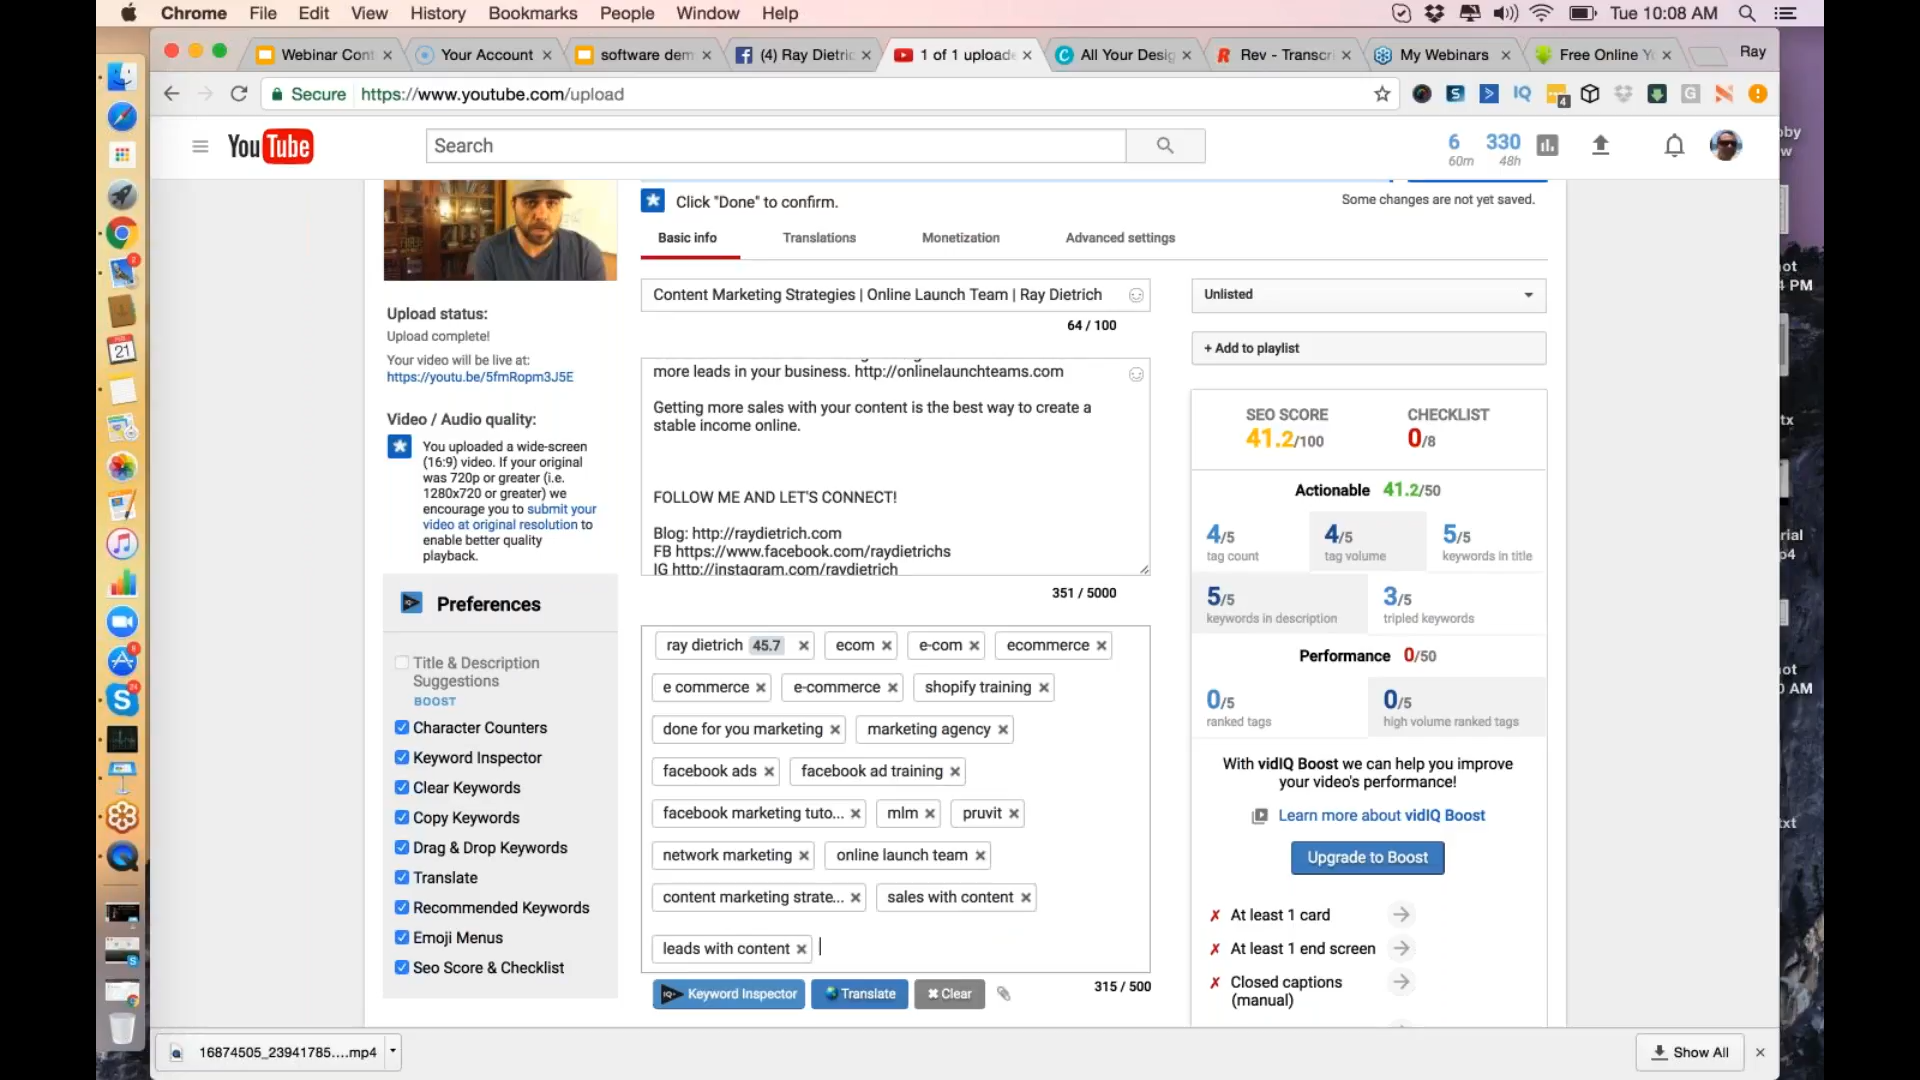 Chrome File Edit View History Bookmarks People Window Help
Tue 10:08 AM
Webinar Cont
Your Account
software dem
(4) Ray Dietric
1 of 1 uploade
All Your Desig
Rev - Transcri
My Webinars
Free Online Y
Ray
Secure https://www.youtube.com/upload
YouTube
Search
6 60m
330 48h
Click "Done" to confirm.
Some changes are not yet saved.
Basic info Translations Monetization Advanced settings
Upload status:
Upload complete!
Your video will be live at:
https://youtu.be/5fmRopm3J5E
Video / Audio quality:
You uploaded a wide-screen
(16:9) video. If your original
was 720p or greater (i.e.
1280x720 or greater) we
encourage you to submit your
video at original resolution to
enable better quality
playback.
Preferences
Title & Description
Suggestions
BOOST
Character Counters
Keyword Inspector
Clear Keywords
Copy Keywords
Drag & Drop Keywords
Translate
Recommended Keywords
Emoji Menus
Seo Score & Checklist
Content Marketing Strategies | Online Launch Team | Ray Dietrich
64 / 100
more leads in your business. http://onlinelaunchteams.com
Getting more sales with your content is the best way to create a
stable income online.
FOLLOW ME AND LET'S CONNECT!
Blog: http://raydietrich.com
FB https://www.facebook.com/raydietrichs
IG http://instagram.com/raydietrich
351 / 5000
ray dietrich 45.7 ecom e-com ecommerce
e commerce e-commerce shopify training
done for you marketing marketing agency
facebook ads facebook ad training
facebook marketing tuto... mlm pruvit
network marketing online launch team
content marketing strate... sales with content
leads with content
Keyword Inspector Translate Clear
315 / 500
Unlisted
+ Add to playlist
SEO SCORE CHECKLIST
41.2/100 0/8
Actionable 41.2/50
4/5 4/5 5/5
tag count tag volume keywords in title
5/5 3/5
keywords in description tripled keywords
Performance 0/50
0/5 0/5
ranked tags high volume ranked tags
With vidIQ Boost we can help you improve
your video's performance!
Learn more about vidIQ Boost
Upgrade to Boost
At least 1 card
At least 1 end screen
Closed captions
(manual)
16874505_23941785....mp4
Show All